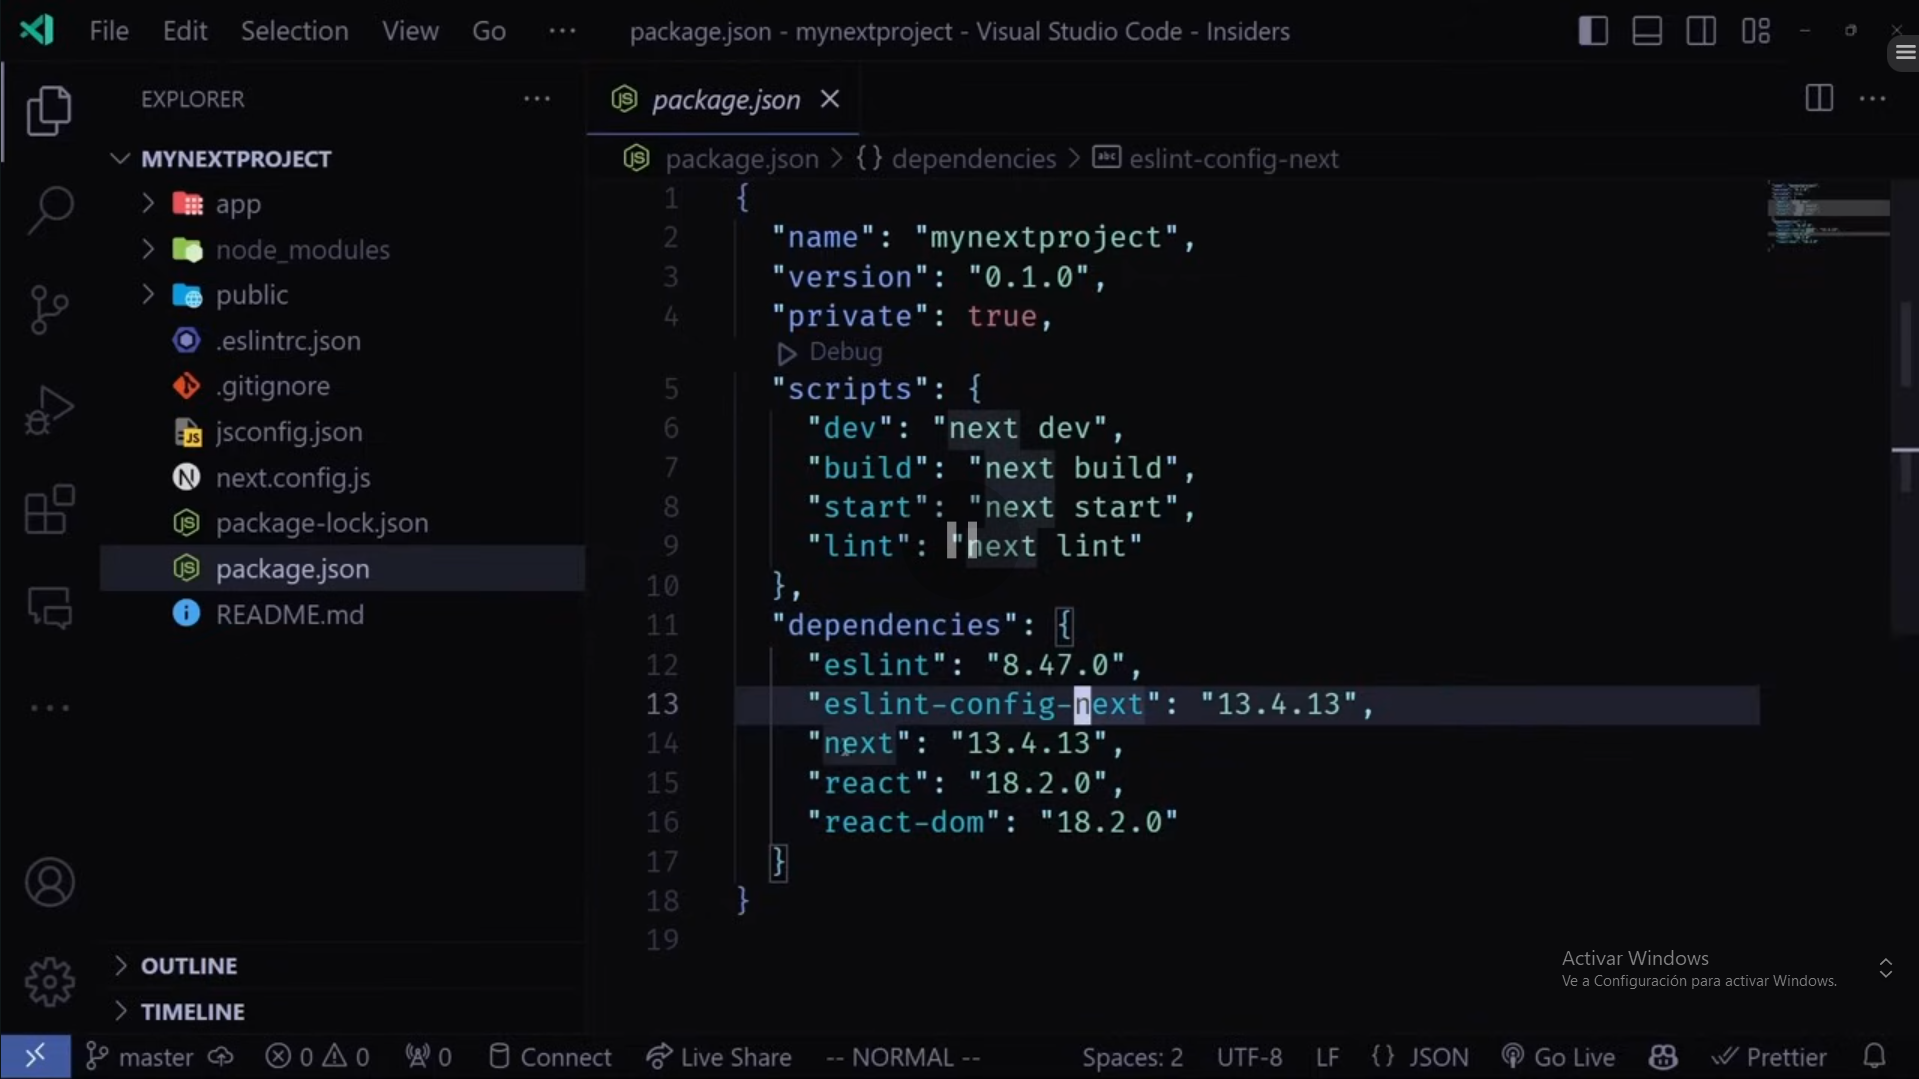 File Edit Selection View Go ··· package.json - mynextproject - Visual Studio Code - Insiders
EXPLORER
package.json
MYNEXTPROJECT
package.json > {} dependencies > abc eslint-config-next
app
node_modules
public
.eslintrc.json
.gitignore
jsconfig.json
next.config.js
package-lock.json
package.json
README.md
1 {
2 "name": "mynextproject",
3 "version": "0.1.0",
4 "private": true,
Debug
5 "scripts": {
6 "dev": "next dev",
7 "build": "next build",
8 "start": "next start",
9 "lint": "next lint"
10 },
11 "dependencies": {
12 "eslint": "8.47.0",
13 "eslint-config-next": "13.4.13",
14 "next": "13.4.13",
15 "react": "18.2.0",
16 "react-dom": "18.2.0"
17 }
18 }
19
OUTLINE
TIMELINE
Activar Windows
Ve a Configuración para activar Windows.
master 0 0 0 Connect Live Share -- NORMAL -- Spaces: 2 UTF-8 LF {} JSON Go Live Prettier